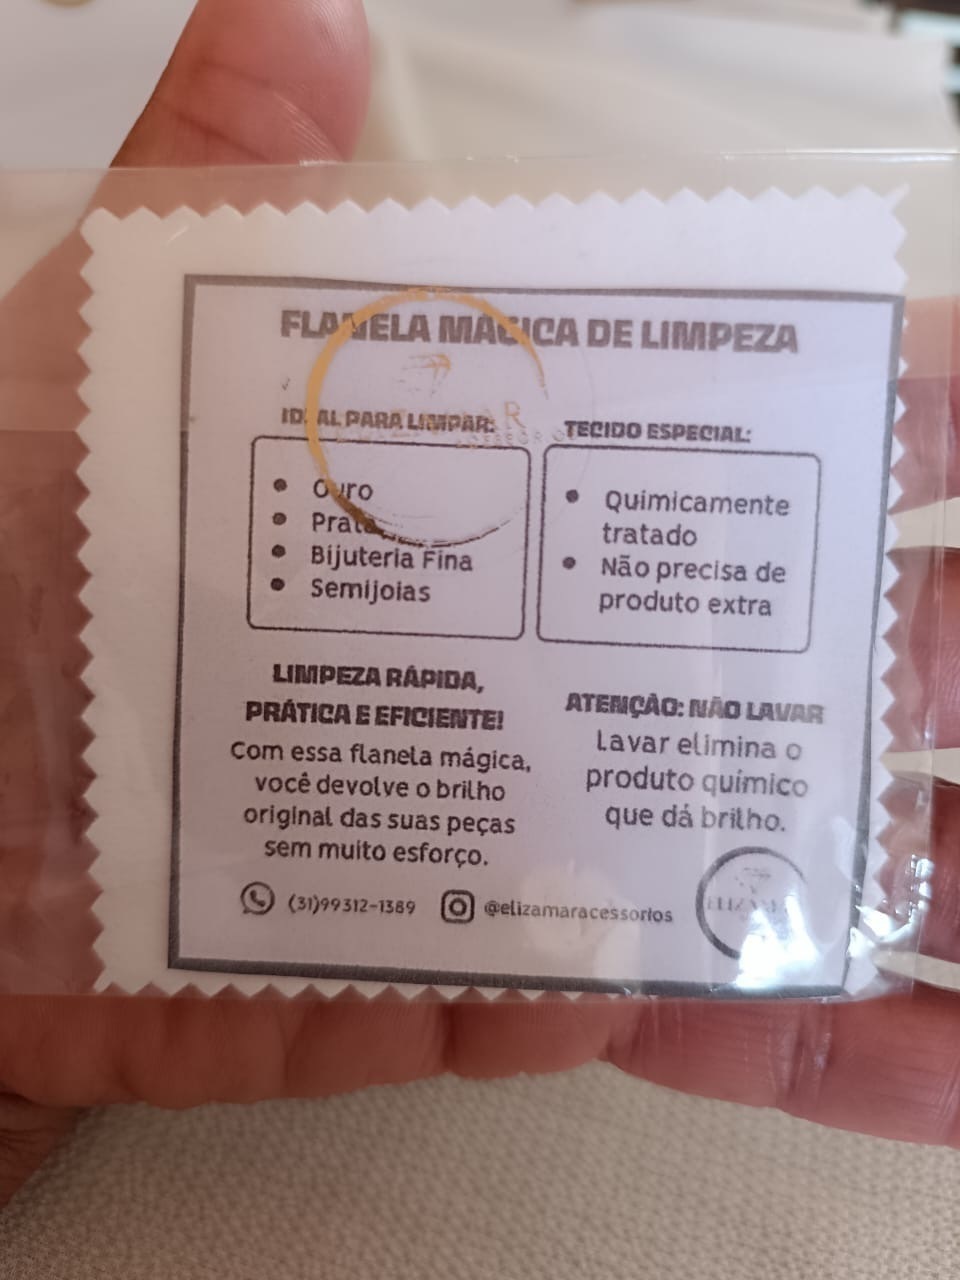 FLANELA MÁGICA DE LIMPEZA
IDEAL PARA LIMPAR:
• Ouro
• Prata
• Bijuteria Fina
• Semijoias
TECIDO ESPECIAL:
• Quimicamente
tratado
• Não precisa de
produto extra
LIMPEZA RÁPIDA,
PRÁTICA E EFICIENTE!
Com essa flanela mágica,
você devolve o brilho
original das suas peças
sem muito esforço.
ATENÇÃO: NÃO LAVAR
Lavar elimina o
produto químico
que dá brilho.
(31)99312-1389
@elizamaracessorios